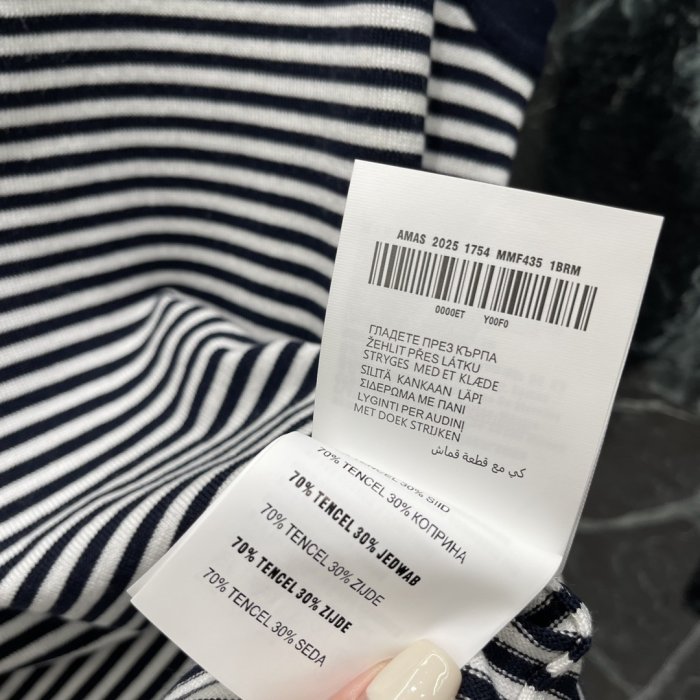 AMAS 2025 1754 MMF435 1BRM
0000ET Y00F0
ГЛАДЕТЕ ПРЕЗ КЪРПА
ŽEHLIT PŘES LÁTKU
STRYGES MED ET KLÆDE
SILITÄ KANKAAN LÄPI
ΣΙΔΕΡΩΜΑ ΜΕ ΠΑΝΙ
LYGINTI PER AUDINĮ
MET DOEK STRIJKEN
كي مع قطعة قماش
70% TENCEL 30% SIID
70% TENCEL 30% КОПРИНА
70% TENCEL 30% JEDWAB
70% TENCEL 30% ZIJDE
70% TENCEL 30% ZIJDE
70% TENCEL 30% SEDA